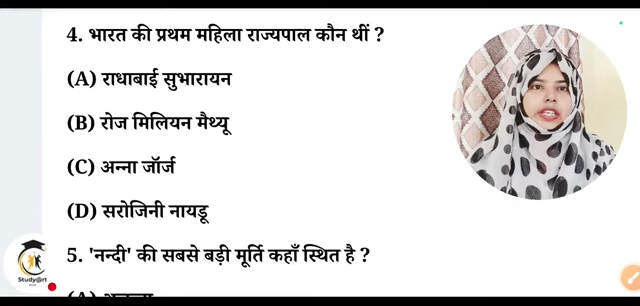 4. भारत की प्रथम महिला राज्यपाल कौन थीं ?
(A) राधाबाई सुभारायन
(B) रोज मिलियन मैथ्यू
(C) अन्ना जॉर्ज
(D) सरोजिनी नायडू
5. 'नन्दी' की सबसे बड़ी मूर्ति कहाँ स्थित है ?
(A)